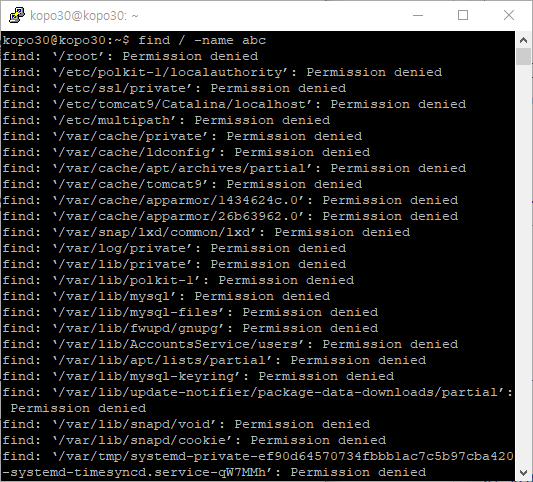 kopo30@kopo30: ~
kopo30@kopo30:~$ find / -name abc
find: ‘/root’: Permission denied
find: ‘/etc/polkit-1/localauthority’: Permission denied
find: ‘/etc/ssl/private’: Permission denied
find: ‘/etc/tomcat9/Catalina/localhost’: Permission denied
find: ‘/etc/multipath’: Permission denied
find: ‘/var/cache/private’: Permission denied
find: ‘/var/cache/ldconfig’: Permission denied
find: ‘/var/cache/apt/archives/partial’: Permission denied
find: ‘/var/cache/tomcat9’: Permission denied
find: ‘/var/cache/apparmor/1434624c.0’: Permission denied
find: ‘/var/cache/apparmor/26b63962.0’: Permission denied
find: ‘/var/snap/lxd/common/lxd’: Permission denied
find: ‘/var/log/private’: Permission denied
find: ‘/var/lib/private’: Permission denied
find: ‘/var/lib/polkit-1’: Permission denied
find: ‘/var/lib/mysql’: Permission denied
find: ‘/var/lib/mysql-files’: Permission denied
find: ‘/var/lib/fwupd/gnupg’: Permission denied
find: ‘/var/lib/AccountsService/users’: Permission denied
find: ‘/var/lib/apt/lists/partial’: Permission denied
find: ‘/var/lib/mysql-keyring’: Permission denied
find: ‘/var/lib/update-notifier/package-data-downloads/partial’:
 Permission denied
find: ‘/var/lib/snapd/void’: Permission denied
find: ‘/var/lib/snapd/cookie’: Permission denied
find: ‘/var/tmp/systemd-private-ef90d64570734fbbb1ac7c5b97cba420
-systemd-timesyncd.service-qW7MMh’: Permission denied